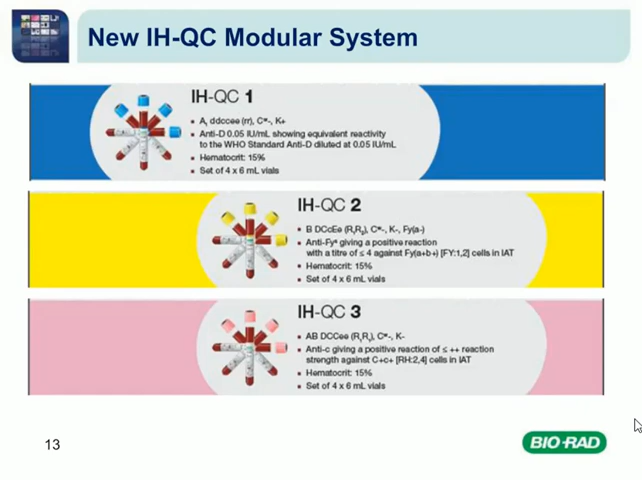 New IH-QC Modular System
IH-QC 1
• A, ddccee (rr), Cʷ-, K+
• Anti-D 0.05 IU/mL showing equivalent reactivity
to the WHO Standard Anti-D diluted at 0.05 IU/mL
• Hematocrit: 15%
• Set of 4 x 6 mL vials
IH-QC 2
• B DCcEe (R₁R₂), Cʷ-, K-, Fy(a-)
• Anti-Fyᵃ giving a positive reaction
with a titre of ≤ 4 against Fy(a+b+) [FY:1,2] cells in IAT
• Hematocrit: 15%
• Set of 4 x 6 mL vials
IH-QC 3
• AB DCCee (R₁R₁), Cʷ-, K-
• Anti-c giving a positive reaction of ≤ ++ reaction
strength against C+c+ [RH:2,4] cells in IAT
• Hematocrit: 15%
• Set of 4 x 6 mL vials
13
BIO-RAD